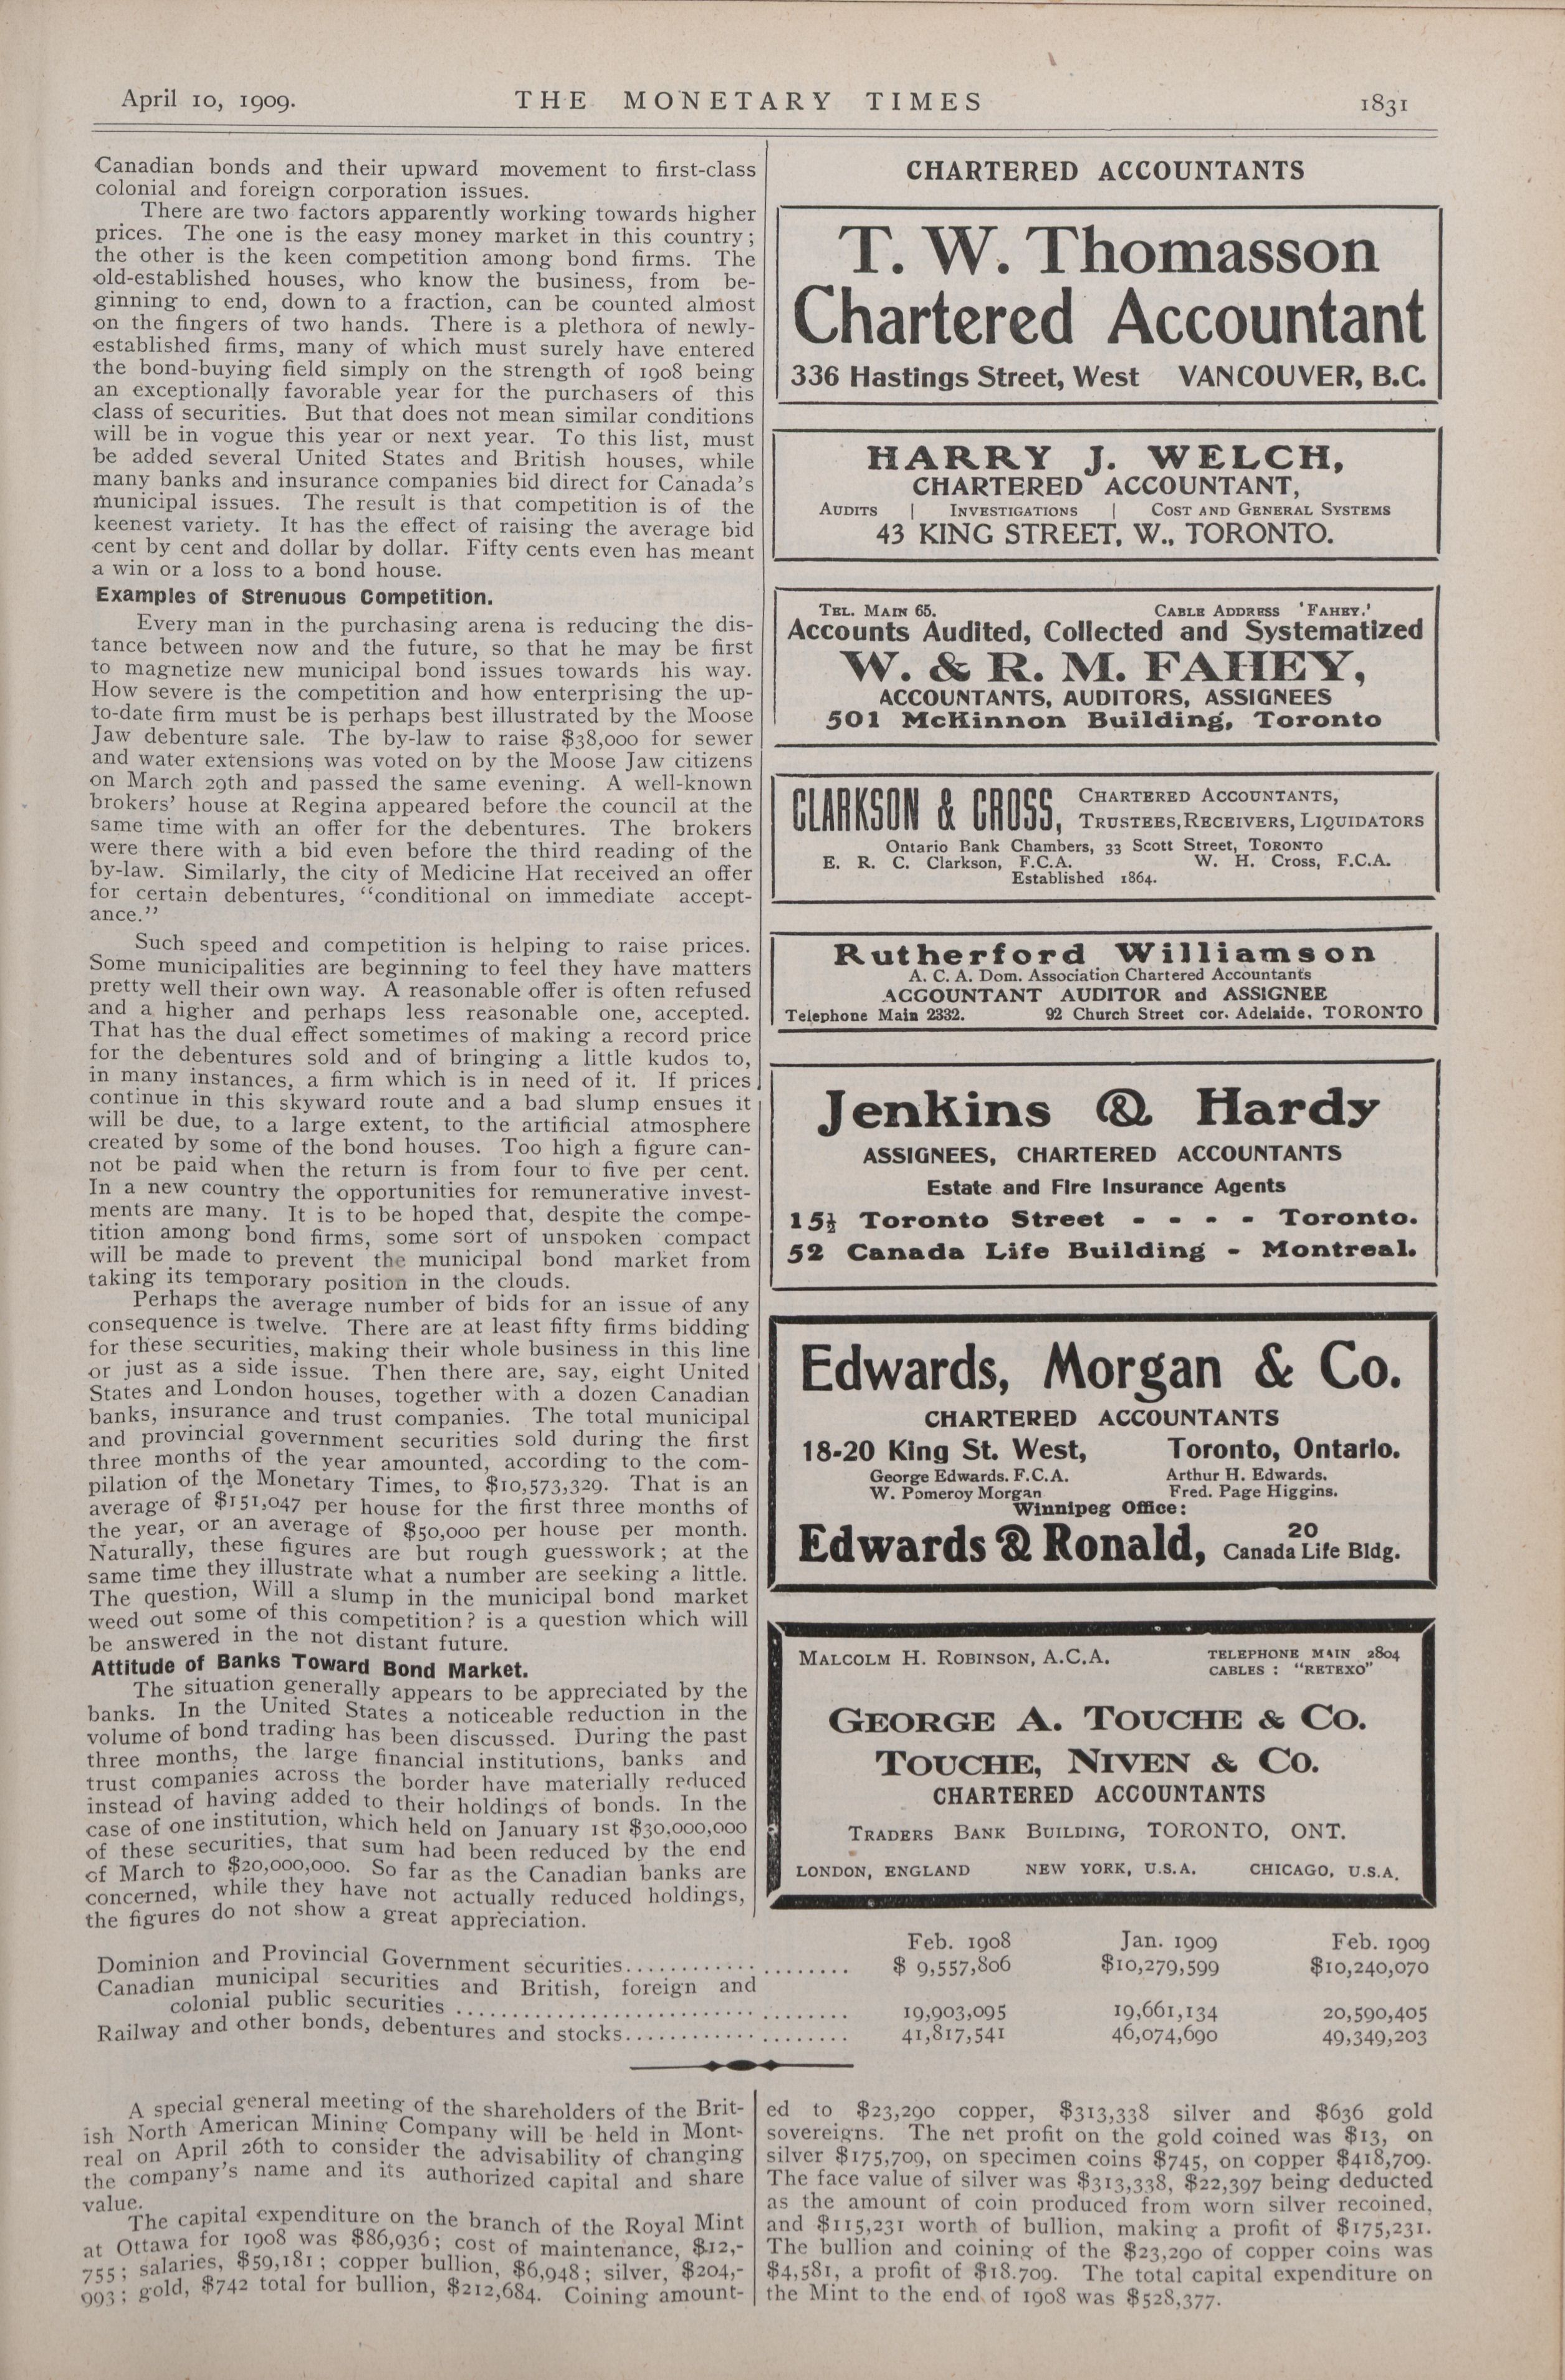 April 10, 1909.
THE MONETARY TIMES
1831
Canadian bonds and their upward movement to first-class
colonial and foreign corporation issues.
There are two factors apparently working towards higher
prices. The one is the easy money market in this country;
the other is the keen competition among bond firms. The
old-established houses, who know the business, from be-
ginning to end, down to a fraction, can be counted almost
on the fingers of two hands. There is a plethora of newly-
established firms, many of which must surely have entered
the bond-buying field simply on the strength of 1908 being
an exceptionally favorable year for the purchasers of this
class of securities. But that does not mean similar conditions
will be in vogue this year or next year. To this list, must
be added several United States and British houses, while
many banks and insurance companies bid direct for Canada's
municipal issues. The result is that competition is of the
keenest variety. It has the effect of raising the average bid
cent by cent and dollar by dollar. Fifty cents even has meant
a win or a loss to a bond house.
Examples of Strenuous Competition.
Every man in the purchasing arena is reducing the dis-
tance between now and the future, so that he may be first
to magnetize new municipal bond issues towards his way.
How severe is the competition and how enterprising the up-
to-date firm must be is perhaps best illustrated by the Moose
Jaw debenture sale. The by-law to raise $38,000 for sewer
and water extensions was voted on by the Moose Jaw citizens
on March 29th and passed the same evening. A well-known
brokers' house at Regina appeared before the council at the
same time with an offer for the debentures. The brokers
were there with a bid even before the third reading of the
by-law. Similarly, the city of Medicine Hat received an offer
for certain debentures, "conditional on immediate accept-
ance."
Such speed and competition is helping to raise prices.
Some municipalities are beginning to feel they have matters
pretty well their own way. A reasonable offer is often refused
and a higher and perhaps less reasonable one, accepted.
That has the dual effect sometimes of making a record price
for the debentures sold and of bringing a little kudos to,
in many instances, a firm which is in need of it. If prices
continue in this skyward route and a bad slump ensues it
will be due, to a large extent, to the artificial atmosphere
created by some of the bond houses. Too high a figure can-
not be paid when the return is from four to five per cent.
In a new country the opportunities for remunerative invest-
ments are many. It is to be hoped that, despite the compe-
tition among bond firms, some sort of unspoken compact
will be made to prevent the municipal bond market from
taking its temporary position in the clouds.
Perhaps the average number of bids for an issue of any
consequence is twelve. There are at least fifty firms bidding
for these securities, making their whole business in this line
or just as a side issue. Then there are, say, eight United
States and London houses, together with a dozen Canadian
banks, insurance and trust companies. The total municipal
and provincial government securities sold during the first
three months of the year amounted, according to the com-
pilation of the Monetary Times, to $10,573,329. That is an
average of $151,047 per house for the first three months of
the year, or an average of $50,000 per house per month.
Naturally, these figures are but rough guesswork; at the
same time they illustrate what a number are seeking a little.
The question, Will a slump in the municipal bond market
weed out some of this competition? is a question which will
be answered in the not distant future.
Attitude of Banks Toward Bond Market.
The situation generally appears to be appreciated by the
banks. In the United States a noticeable reduction in the
volume of bond trading has been discussed. During the past
three months, the large financial institutions, banks and
trust companies across the border have materially reduced
instead of having added to their holdings of bonds. In the
case of one institution, which held on January 1st $30,000,000
of these securities, that sum had been reduced by the end
of March to $20,000,000. So far as the Canadian banks are
concerned, while they have not actually reduced holdings,
the figures do not show a great appreciation.
CHARTERED ACCOUNTANTS
T. W. Thomasson
Chartered Accountant
336 Hastings Street, West VANCOUVER, B.C.
HARRY J. WELCH,
CHARTERED ACCOUNTANT,
AUDITS | INVESTIGATIONS | COST AND GENERAL SYSTEMS
43 KING STREET, W., TORONTO.
TEL. MAIN 65. CABLE ADDRESS 'FAHEY.'
Accounts Audited, Collected and Systematized
W. & R. M. FAHEY,
ACCOUNTANTS, AUDITORS, ASSIGNEES
501 McKinnon Building, Toronto
CLARKSON & CROSS, CHARTERED ACCOUNTANTS,
TRUSTEES, RECEIVERS, LIQUIDATORS
Ontario Bank Chambers, 33 Scott Street, TORONTO
E. R. C. Clarkson, F.C.A. W. H. Cross, F.C.A.
Established 1864.
Rutherford Williamson
A. C. A. Dom. Association Chartered Accountants
ACCOUNTANT AUDITOR and ASSIGNEE
Telephone Main 2332. 92 Church Street cor. Adelaide, TORONTO
Jenkins & Hardy
ASSIGNEES, CHARTERED ACCOUNTANTS
Estate and Fire Insurance Agents
15½ Toronto Street - - - - Toronto.
52 Canada Life Building - Montreal.
Edwards, Morgan & Co.
CHARTERED ACCOUNTANTS
18-20 King St. West, Toronto, Ontario.
George Edwards. F.C.A. Arthur H. Edwards.
W. Pomeroy Morgan Fred. Page Higgins.
Winnipeg Office:
Edwards & Ronald, 20 Canada Life Bldg.
MALCOLM H. ROBINSON, A.C.A. TELEPHONE MAIN 2804
CABLES : "RETEXO"
GEORGE A. TOUCHE & CO.
TOUCHE, NIVEN & CO.
CHARTERED ACCOUNTANTS
TRADERS BANK BUILDING, TORONTO, ONT.
LONDON, ENGLAND NEW YORK, U.S.A. CHICAGO, U.S.A.
Feb. 1908 Jan. 1909 Feb. 1909
Dominion and Provincial Government securities.................... $ 9,557,806 $10,279,599 $10,240,070
Canadian municipal securities and British, foreign and
colonial public securities .................................... 19,903,095 19,661,134 20,590,405
Railway and other bonds, debentures and stocks.................... 41,817,541 46,074,690 49,349,203
A special general meeting of the shareholders of the Brit-
ish North American Mining Company will be held in Mont-
real on April 26th to consider the advisability of changing
the company's name and its authorized capital and share
value.
The capital expenditure on the branch of the Royal Mint
at Ottawa for 1908 was $86,936; cost of maintenance, $12,-
755; salaries, $59,181; copper bullion, $6,948; silver, $204,-
993; gold, $742 total for bullion, $212,684. Coining amount-
ed to $23,290 copper, $313,338 silver and $636 gold
sovereigns. The net profit on the gold coined was $13, on
silver $175,709, on specimen coins $745, on copper $418,709.
The face value of silver was $313,338, $22,397 being deducted
as the amount of coin produced from worn silver recoined,
and $115,231 worth of bullion, making a profit of $175,231.
The bullion and coining of the $23,290 of copper coins was
$4,581, a profit of $18.709. The total capital expenditure on
the Mint to the end of 1908 was $528,377.